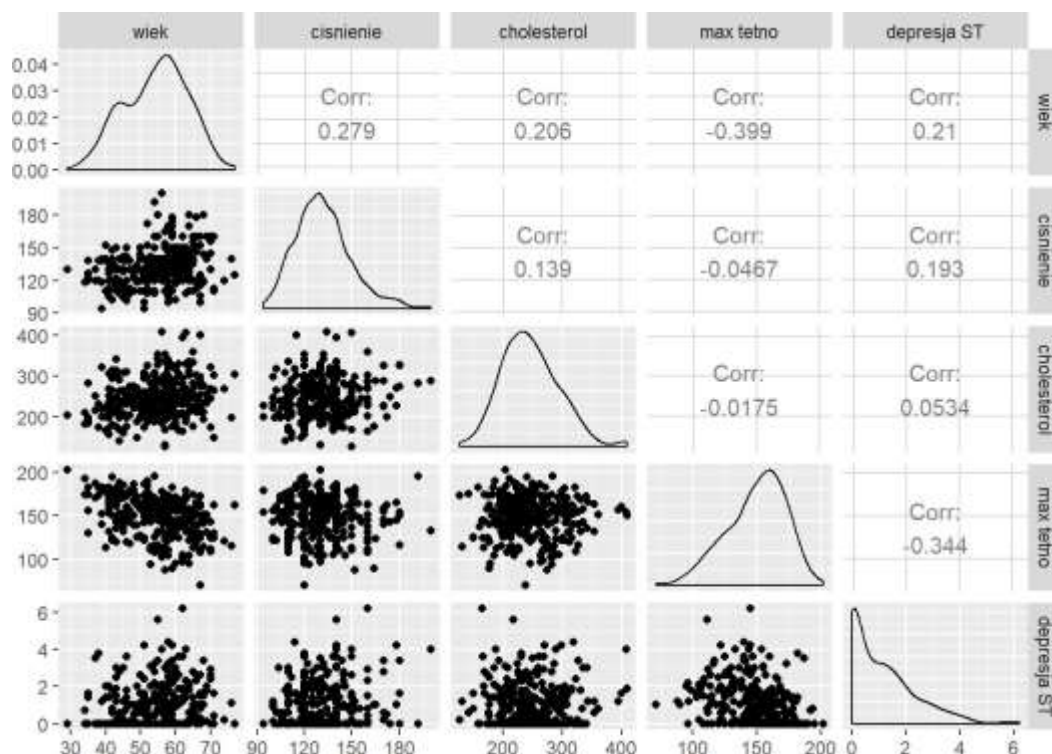 wiek cisnienie cholesterol max tetno depresja ST
0.04
0.03
0.02
0.01
0.00
Corr:
0.279
Corr:
0.206
Corr:
-0.399
Corr:
0.21
wiek
180
150
120
90
Corr:
0.139
Corr:
-0.0467
Corr:
0.193
cisnienie
400
300
200
Corr:
-0.0175
Corr:
0.0534
cholesterol
200
150
100
Corr:
-0.344
max tetno
6
4
2
0
depresja ST
30 40 50 60 70 90 120 150 180 200 300 400 100 150 200 0 2 4 6